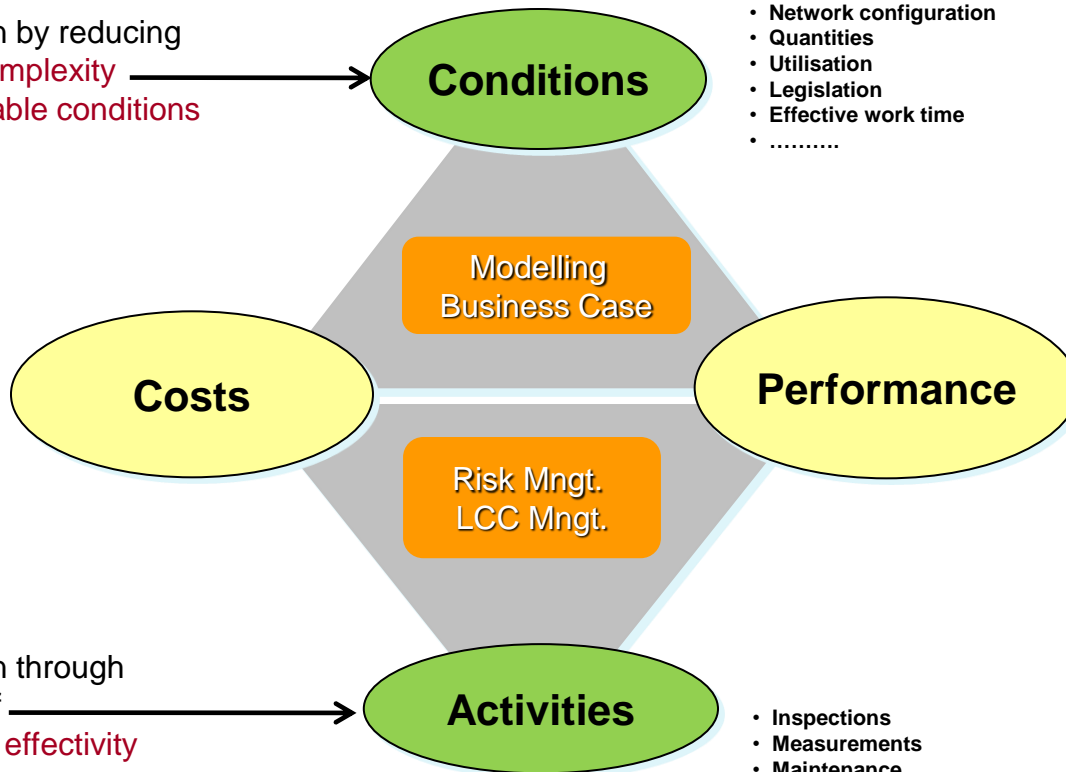 • Network configuration
• Quantities
• Utilisation
• Legislation
• Effective work time
• ……….
by reducing
able conditions
Conditions
Modelling
Business Case
Costs
Performance
Risk Mngt.
LCC Mngt.
through
effectivity
Activities
• Inspections
• Measurements
• Maintenance